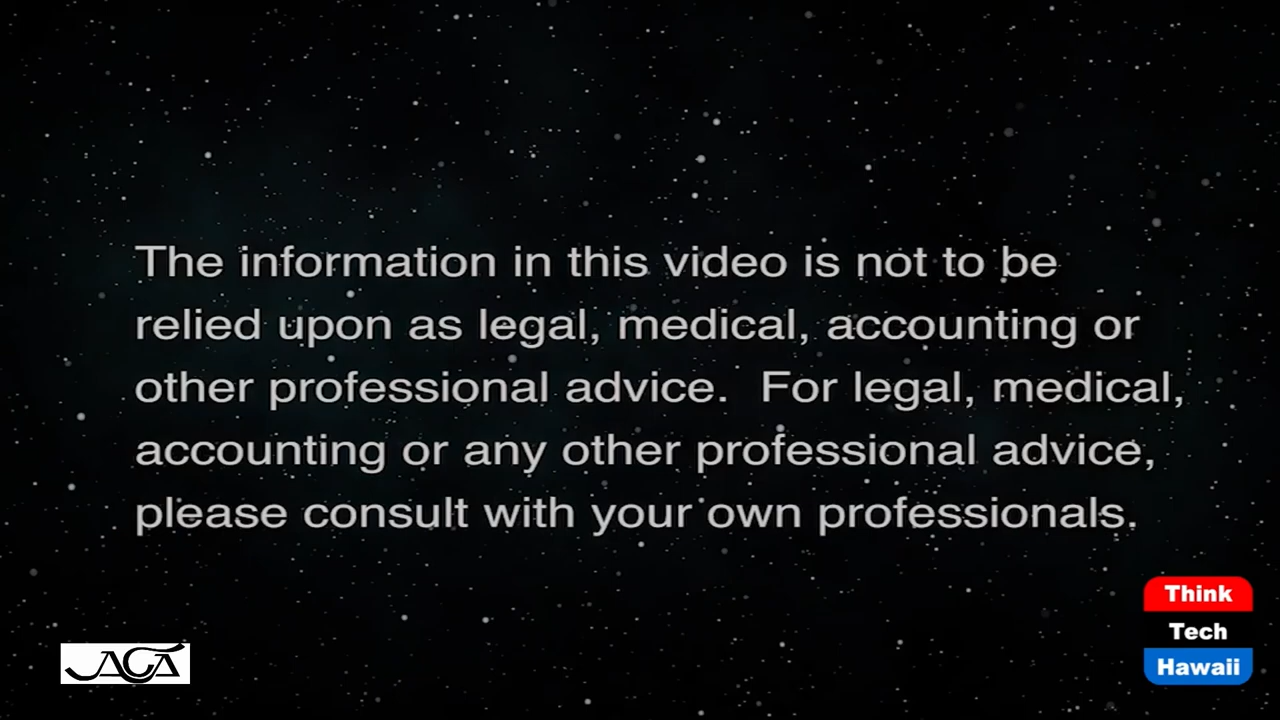 The information in this video is not to be
relied upon as legal, medical, accounting or
other professional advice.  For legal, medical,
accounting or any other professional advice,
please consult with your own professionals.
Think
Tech
Hawaii
JACA